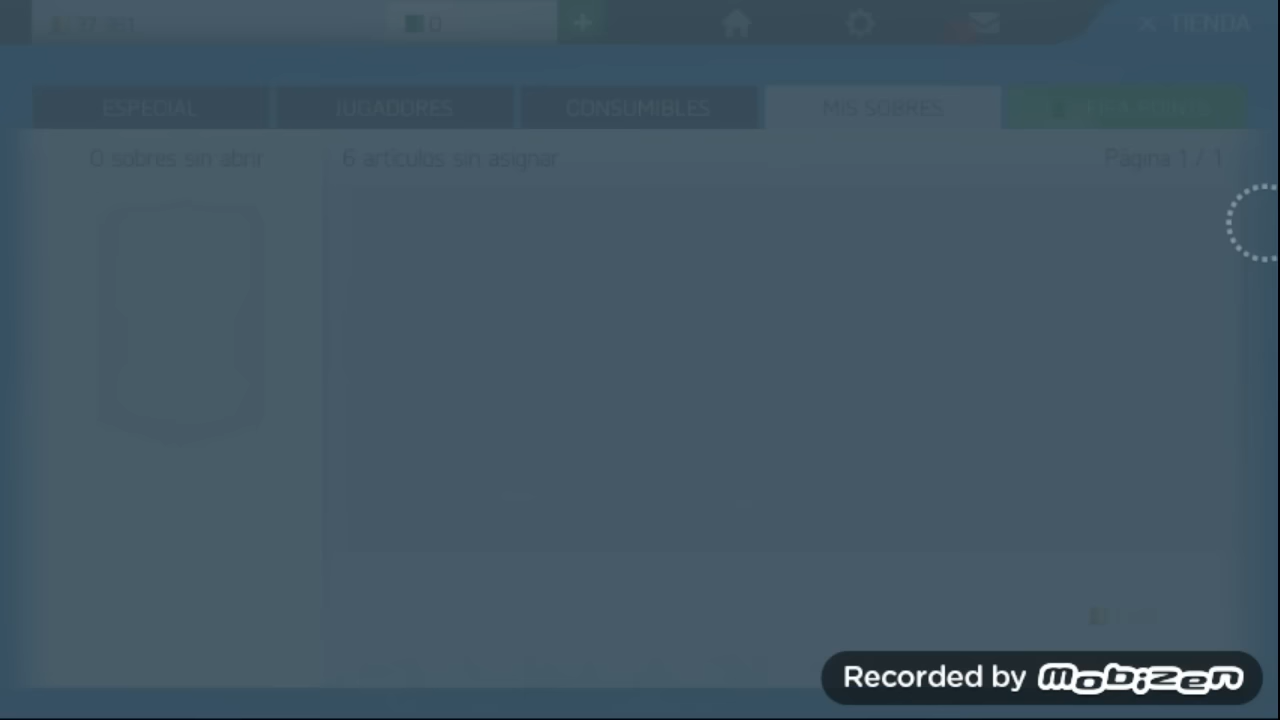 37,381
0
TIENDA
ESPECIAL
JUGADORES
CONSUMIBLES
MIS SOBRES
0 sobres sin abrir
6 artículos sin asignar
Página 1 / 1
Recorded by mobizen